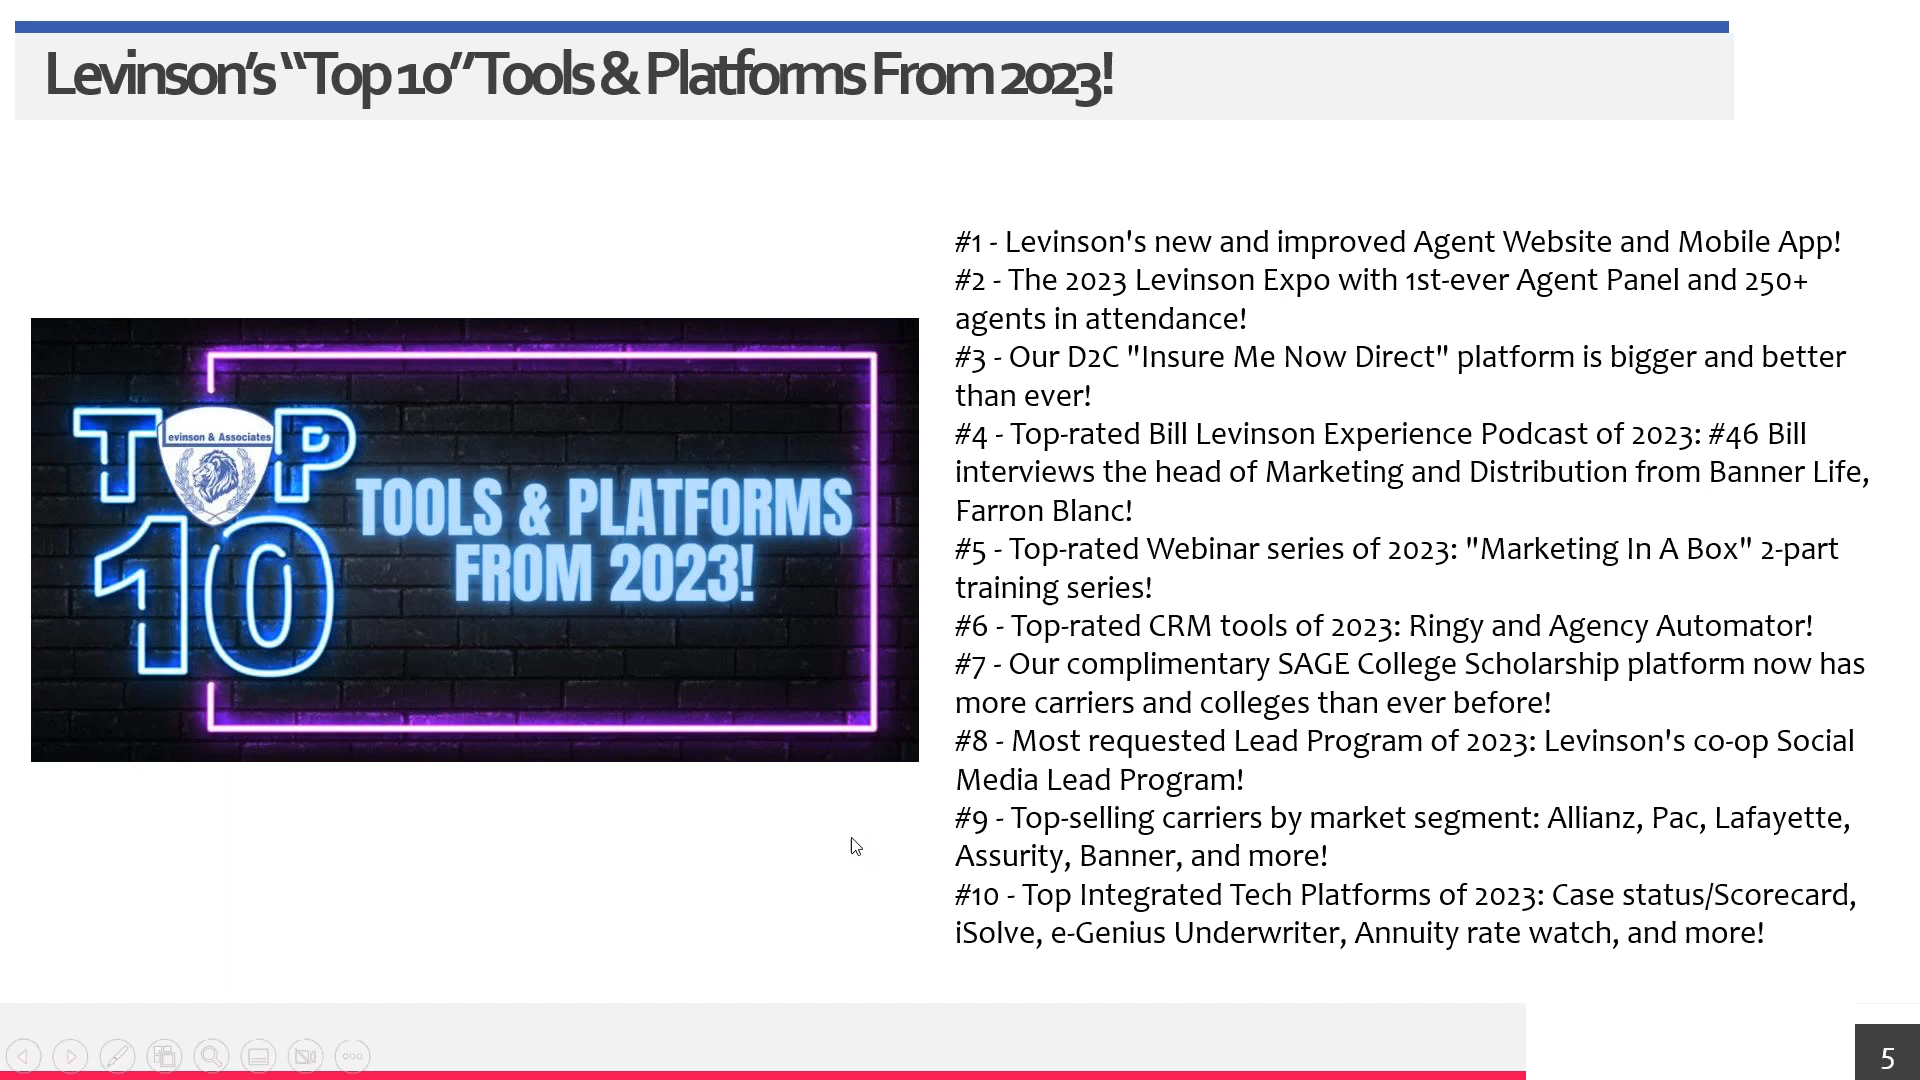 Levinson’s “Top 10” Tools & Platforms From 2023!
TOP
Levinson & Associates
10
TOOLS & PLATFORMS
FROM 2023!
#1 - Levinson's new and improved Agent Website and Mobile App!
#2 - The 2023 Levinson Expo with 1st-ever Agent Panel and 250+
agents in attendance!
#3 - Our D2C "Insure Me Now Direct" platform is bigger and better
than ever!
#4 - Top-rated Bill Levinson Experience Podcast of 2023: #46 Bill
interviews the head of Marketing and Distribution from Banner Life,
Farron Blanc!
#5 - Top-rated Webinar series of 2023: "Marketing In A Box" 2-part
training series!
#6 - Top-rated CRM tools of 2023: Ringy and Agency Automator!
#7 - Our complimentary SAGE College Scholarship platform now has
more carriers and colleges than ever before!
#8 - Most requested Lead Program of 2023: Levinson's co-op Social
Media Lead Program!
#9 - Top-selling carriers by market segment: Allianz, Pac, Lafayette,
Assurity, Banner, and more!
#10 - Top Integrated Tech Platforms of 2023: Case status/Scorecard,
iSolve, e-Genius Underwriter, Annuity rate watch, and more!
5